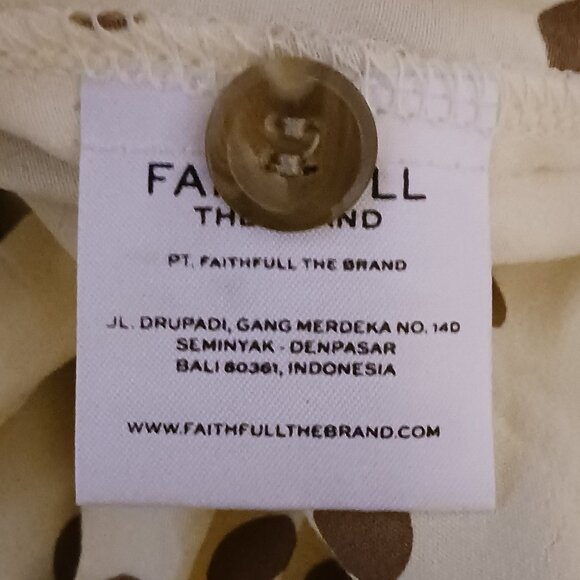 FAITHFULL
THE BRAND
PT. FAITHFULL THE BRAND
JL. DRUPADI, GANG MERDEKA NO. 14D
SEMINYAK - DENPASAR
BALI 80361, INDONESIA
WWW.FAITHFULLTHEBRAND.COM